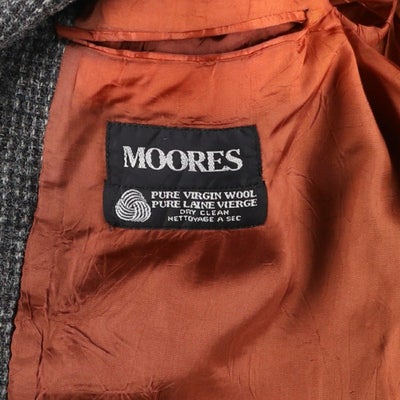 MOORES
PURE VIRGIN WOOL
PURE LAINE VIERGE
DRY CLEAN
NETTOYAGE A SEC